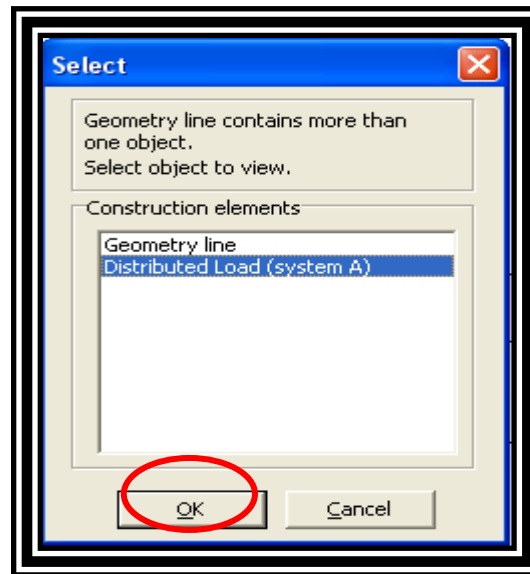 Select
Geometry line contains more than
one object.
Select object to view.
Construction elements
Geometry line
Distributed Load (system A)
OK
Cancel